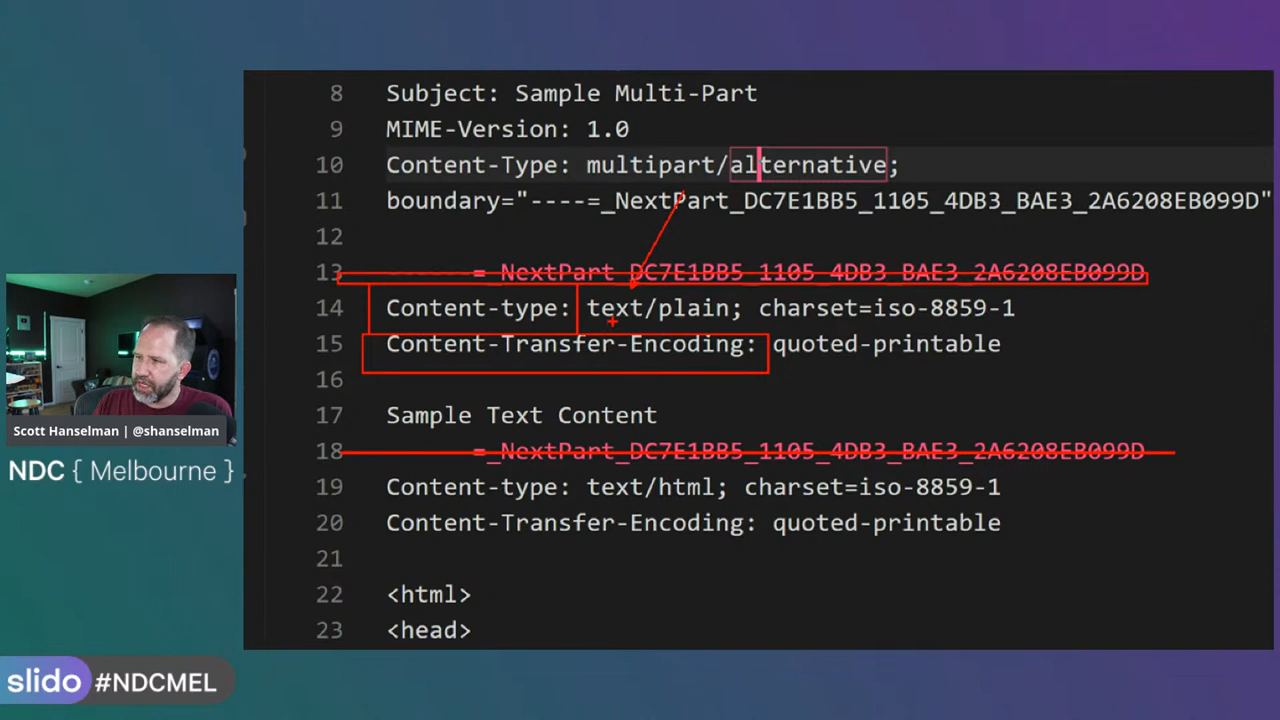 8 Subject: Sample Multi-Part
9 MIME-Version: 1.0
10 Content-Type: multipart/alternative;
11 boundary="----=_NextPart_DC7E1BB5_1105_4DB3_BAE3_2A6208EB099D"
12
13 ------=_NextPart_DC7E1BB5_1105_4DB3_BAE3_2A6208EB099D
14 Content-type: text/plain; charset=iso-8859-1
15 Content-Transfer-Encoding: quoted-printable
16
17 Sample Text Content
18 ------=_NextPart_DC7E1BB5_1105_4DB3_BAE3_2A6208EB099D
19 Content-type: text/html; charset=iso-8859-1
20 Content-Transfer-Encoding: quoted-printable
21
22 <html>
23 <head>
Scott Hanselman | @shanselman
NDC { Melbourne }
slido #NDCMEL